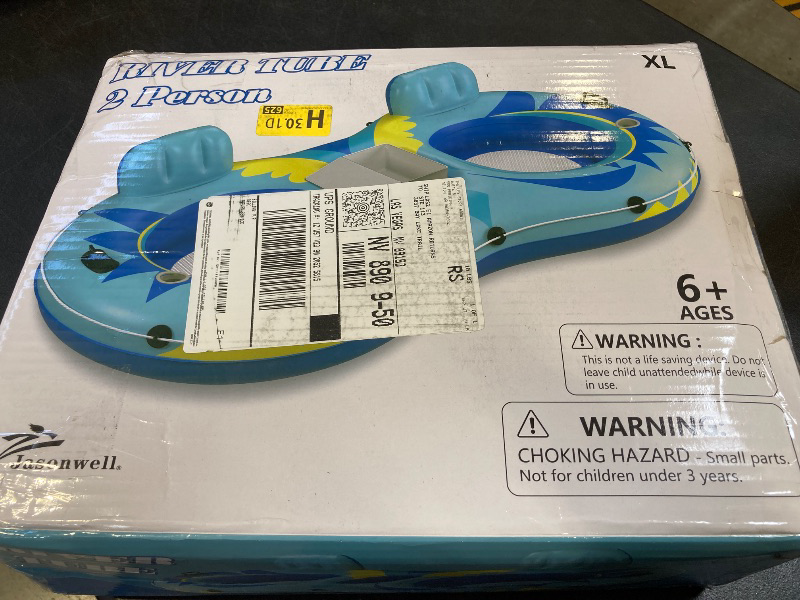 RIVER TUBE
XL
2 Person
H
30.1D
G2S
UPS GROUND
NV 890 9-50
RS
6+
AGES
WARNING :
This is not a life saving device. Do not
leave child unattendedwhile device is
in use.
WARNING:
CHOKING HAZARD - Small parts.
Not for children under 3 years.
Jasonwell®